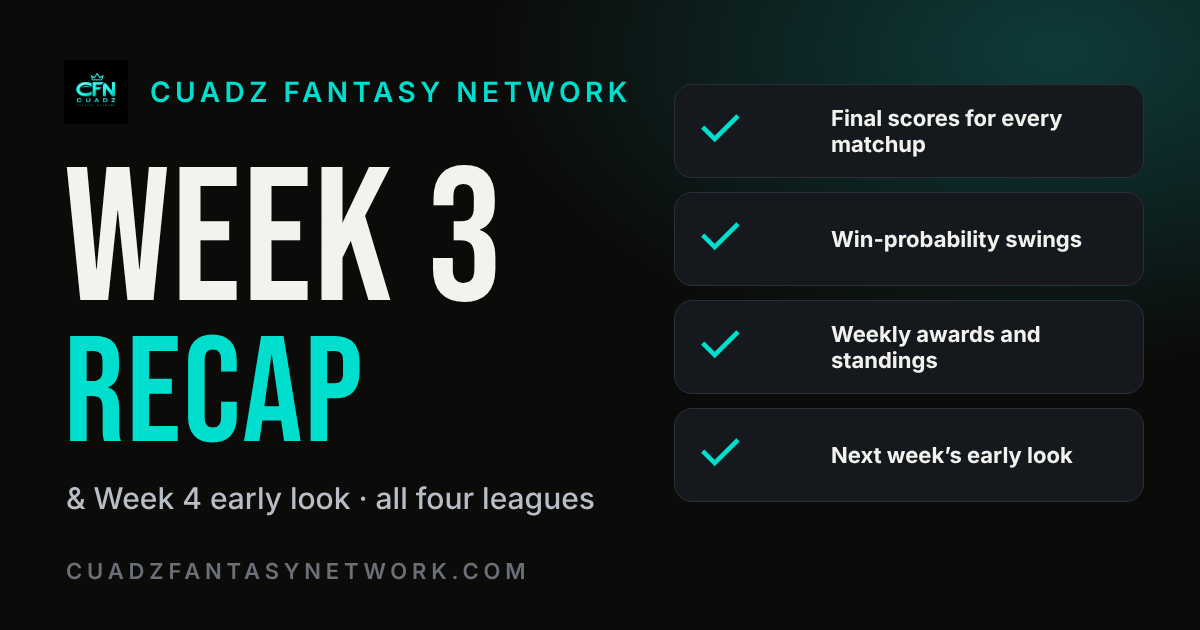 CFN
CUADZ
CUADZ FANTASY NETWORK
WEEK 3
RECAP
& Week 4 early look · all four leagues
CUADZFANTASYNETWORK.COM
Final scores for every
matchup
Win-probability swings
Weekly awards and
standings
Next week’s early look